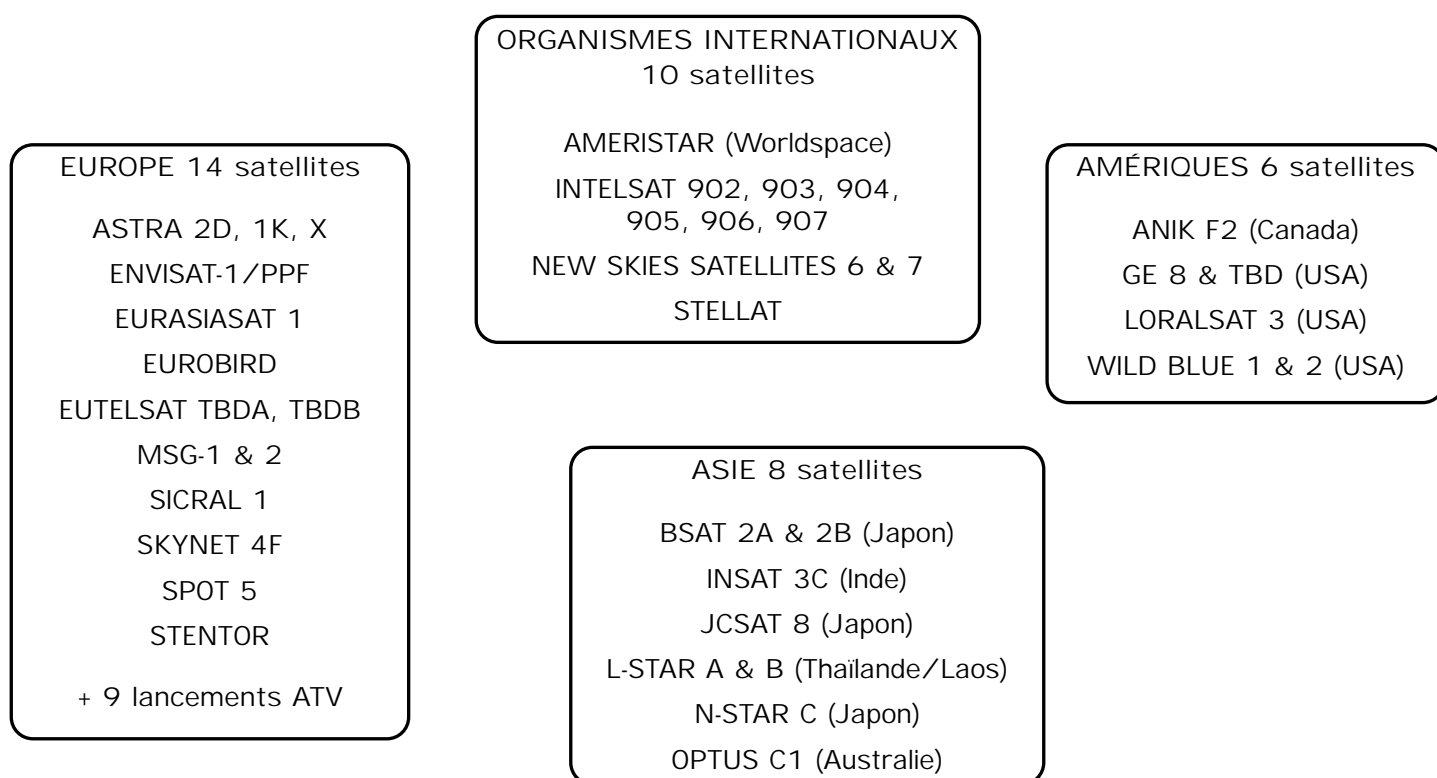 ORGANISMES INTERNATIONAUX
10 satellites
AMERISTAR (Worldspace)
INTELSAT 902, 903, 904,
905, 906, 907
NEW SKIES SATELLITES 6 & 7
STELLAT
EUROPE 14 satellites
ASTRA 2D, 1K, X
ENVISAT-1/PPF
EURASIASAT 1
EUROBIRD
EUTELSAT TBDA, TBDB
MSG-1 & 2
SICRAL 1
SKYNET 4F
SPOT 5
STENTOR
+ 9 lancements ATV
AMÉRIQUES 6 satellites
ANIK F2 (Canada)
GE 8 & TBD (USA)
LORALSAT 3 (USA)
WILD BLUE 1 & 2 (USA)
ASIE 8 satellites
BSAT 2A & 2B (Japon)
INSAT 3C (Inde)
JCSAT 8 (Japon)
L-STAR A & B (Thaïlande/Laos)
N-STAR C (Japon)
OPTUS C1 (Australie)